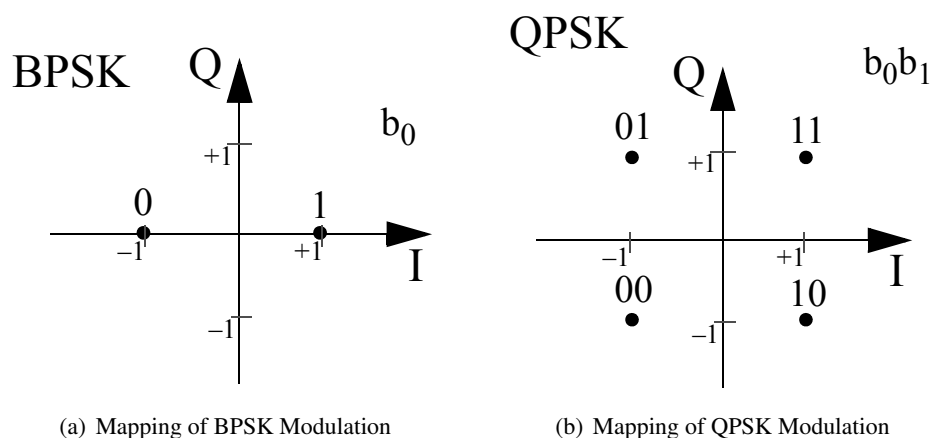 BPSK
Q
b0
+1
0
1
−1
+1
I
−1
(a) Mapping of BPSK Modulation
QPSK
Q
b0b1
01
11
+1
−1
+1
I
00
10
−1
(b) Mapping of QPSK Modulation